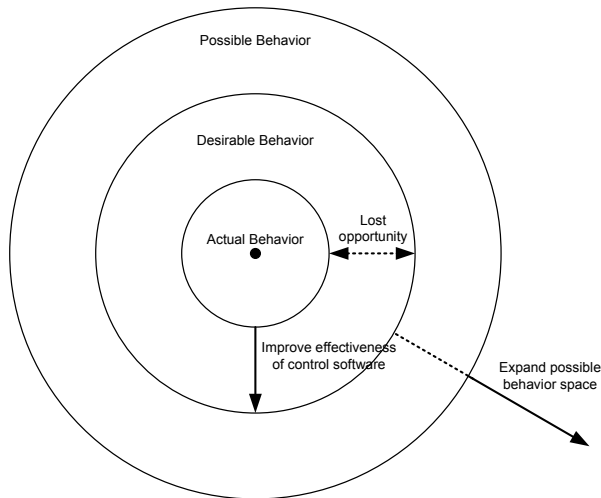 Possible Behavior
Desirable Behavior
Lost
opportunity
Actual Behavior
Improve effectiveness
of control software
Expand possible
behavior space